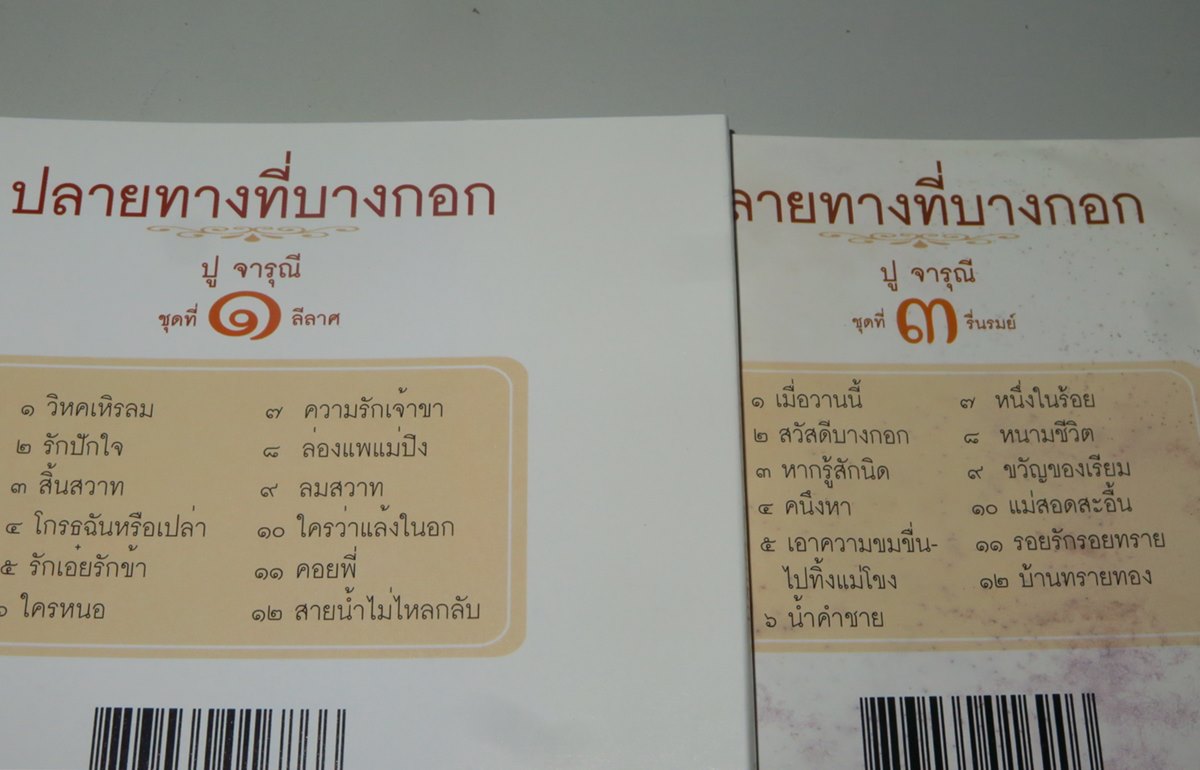 ปลายทางที่บางกอก
ปู จารุณี
ชุดที่ ๑ ลีลาศ
๑ วิหคเหิรลม
๒ รักปักใจ
๓ สิ้นสวาท
๔ โกรธฉันหรือเปล่า
๕ รักเอ๋ยรักข้า
๖ ใครหนอ
๗ ความรักเจ้าขา
๘ ล่องแพแม่ปิง
๙ ลมสวาท
๑๐ ใครว่าแล้งในอก
๑๑ คอยพี่
๑๒ สายน้ำไม่ไหลกลับ
ลายทางที่บางกอก
ปู จารุณี
ชุดที่ ๓ รื่นรมย์
๑ เมื่อวานนี้
๒ สวัสดีบางกอก
๓ หากรู้สักนิด
๔ คนึงหา
๕ เอาความขมขื่น-
ไปทิ้งแม่โขง
๖ น้ำคำชาย
๗ หนึ่งในร้อย
๘ หนามชีวิต
๙ ขวัญของเรียม
๑๐ แม่สอดสะอื้น
๑๑ รอยรักรอยทราย
๑๒ บ้านทรายทอง